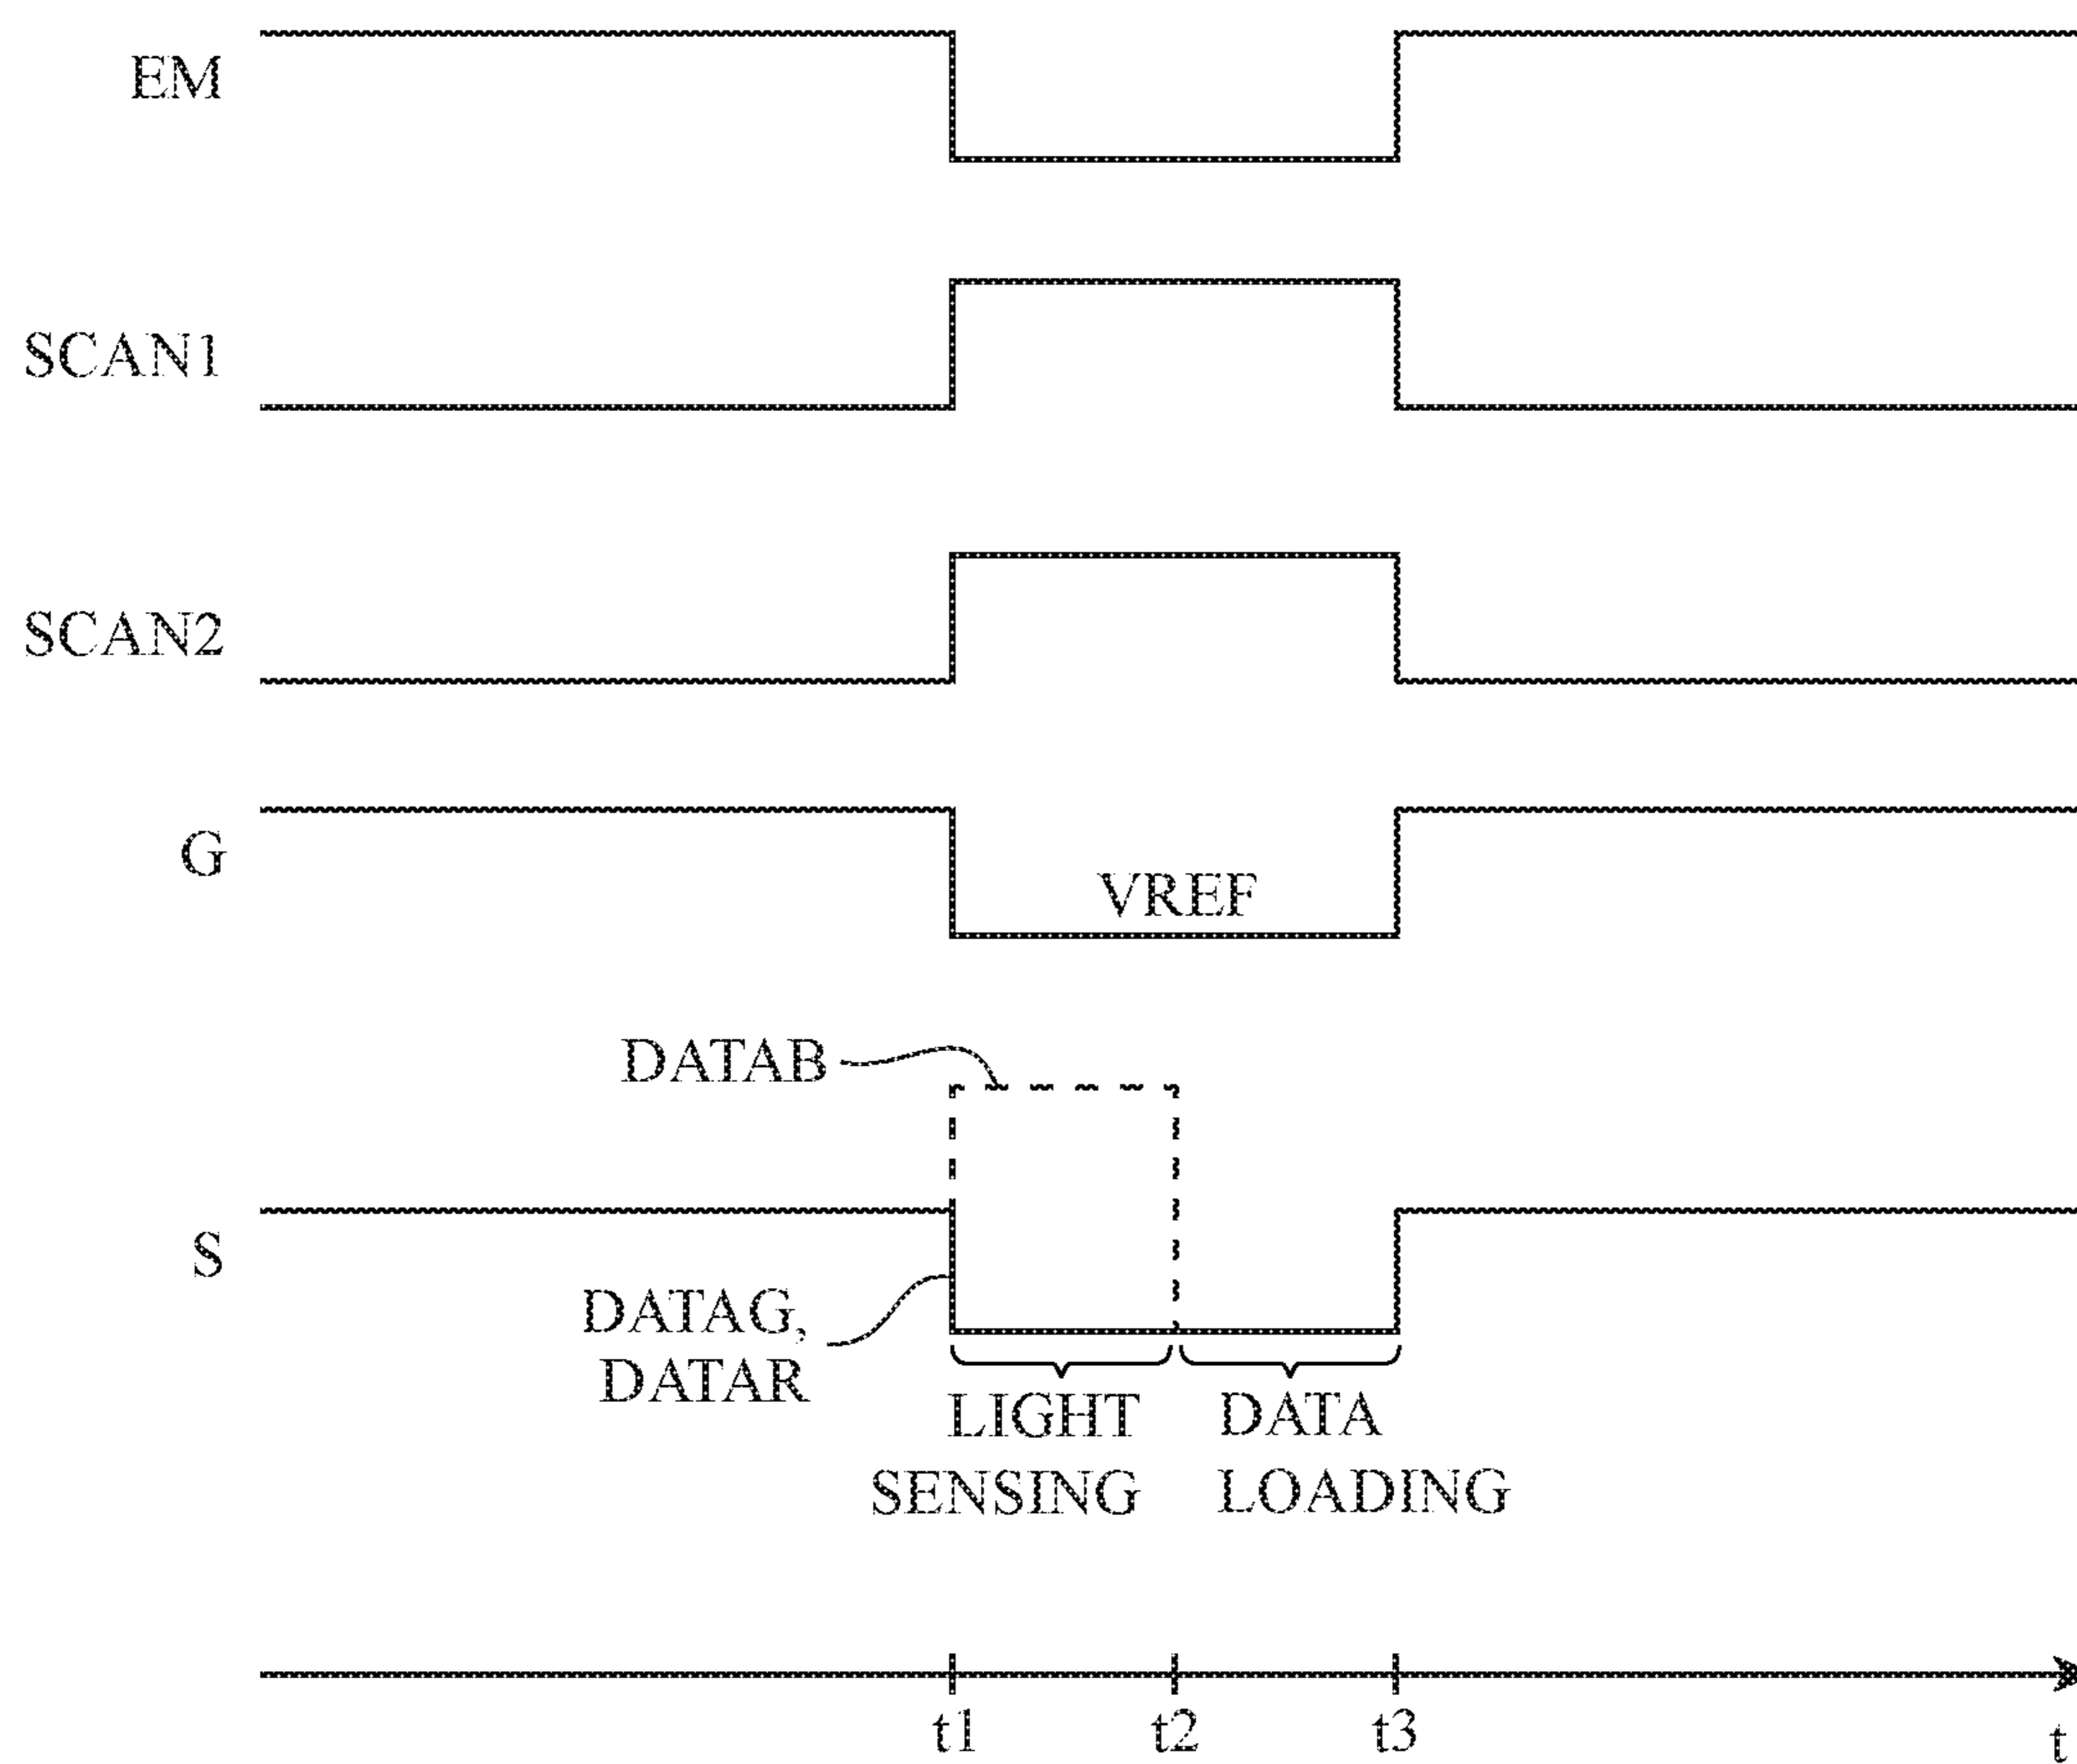 EM
SCAN1
SCAN2
G
VREF
DATAB
S
DATAG,
DATAR
LIGHT
SENSING
DATA
LOADING
t1
t2
t3
t